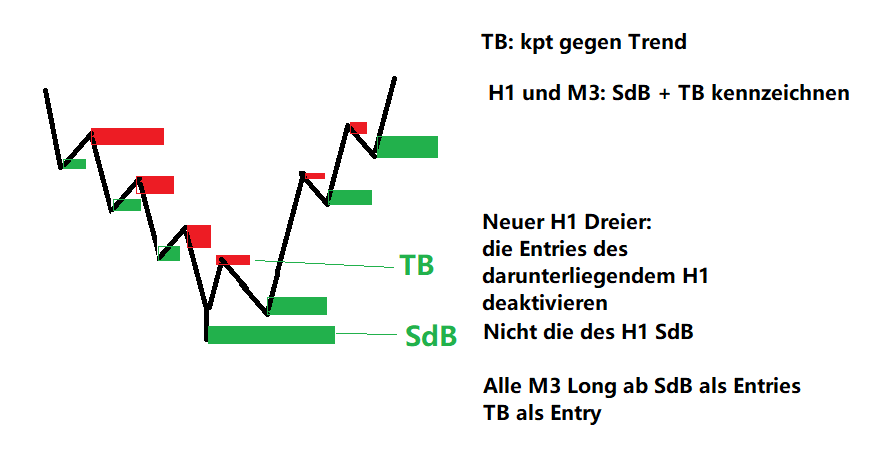 TB: kpt gegen Trend
H1 und M3: SdB + TB kennzeichnen
Neuer H1 Dreier:
die Entries des
darunterliegendem H1
deaktivieren
Nicht die des H1 SdB
TB
SdB
Alle M3 Long ab SdB als Entries
TB als Entry